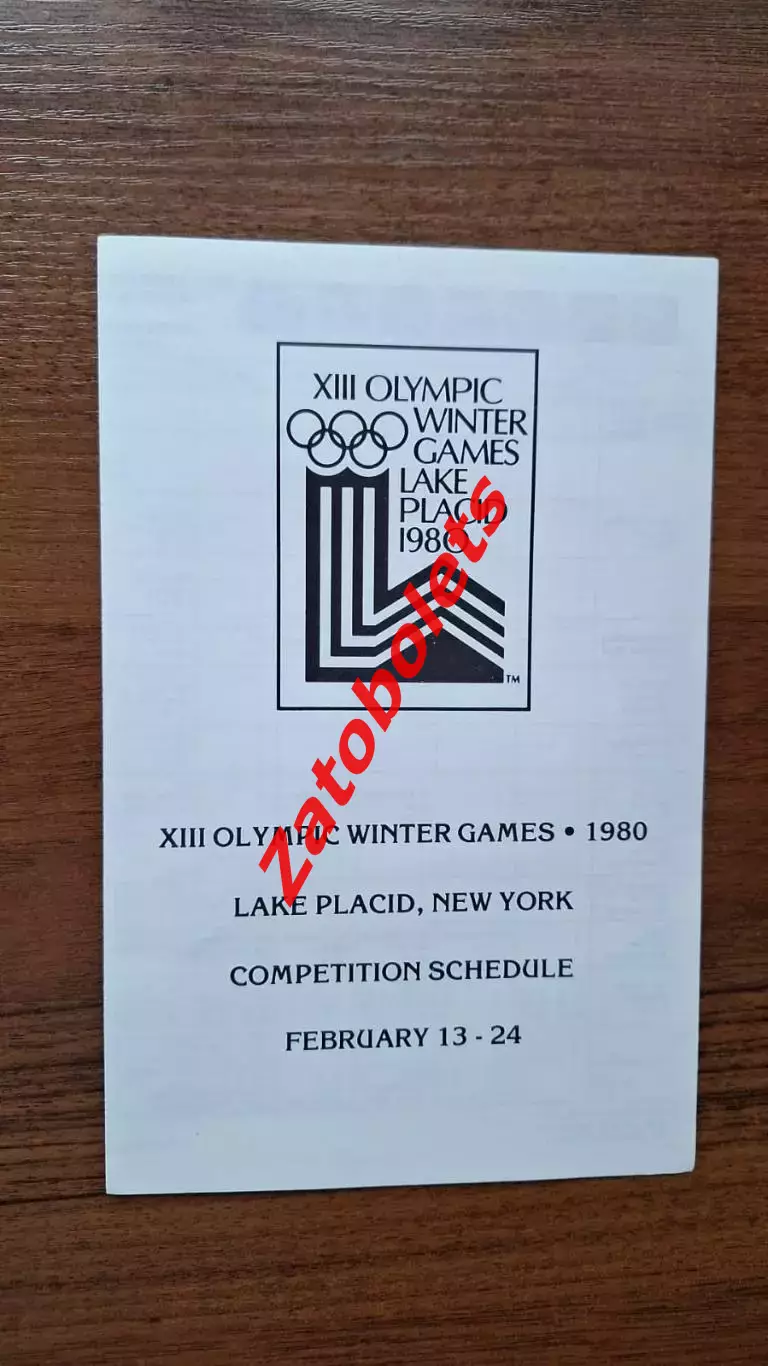 XIII OLYMPIC
WINTER
GAMES
LAKE
PLACID
1980
TM
Zatobolets
XIII OLYMPIC WINTER GAMES • 1980
LAKE PLACID, NEW YORK
COMPETITION SCHEDULE
FEBRUARY 13 - 24